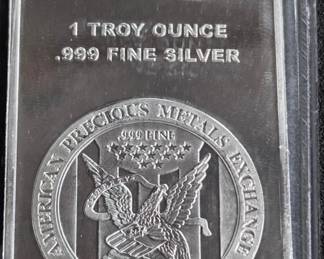 1 TROY OUNCE
.999 FINE SILVER
AMERICAN PRECIOUS METALS EXCHANGE
.999 FINE